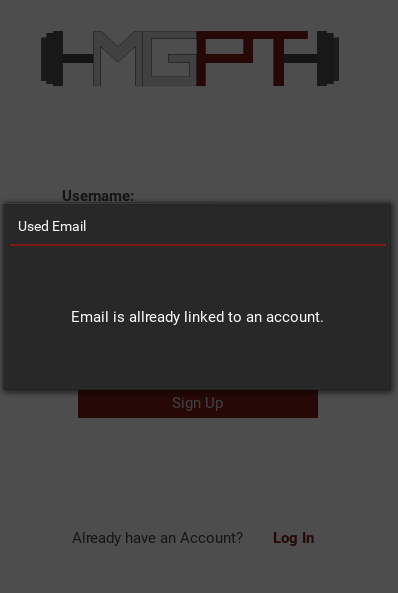 MGPT
Username:
Used Email
Email is allready linked to an account.
Sign Up
Already have an Account? Log In